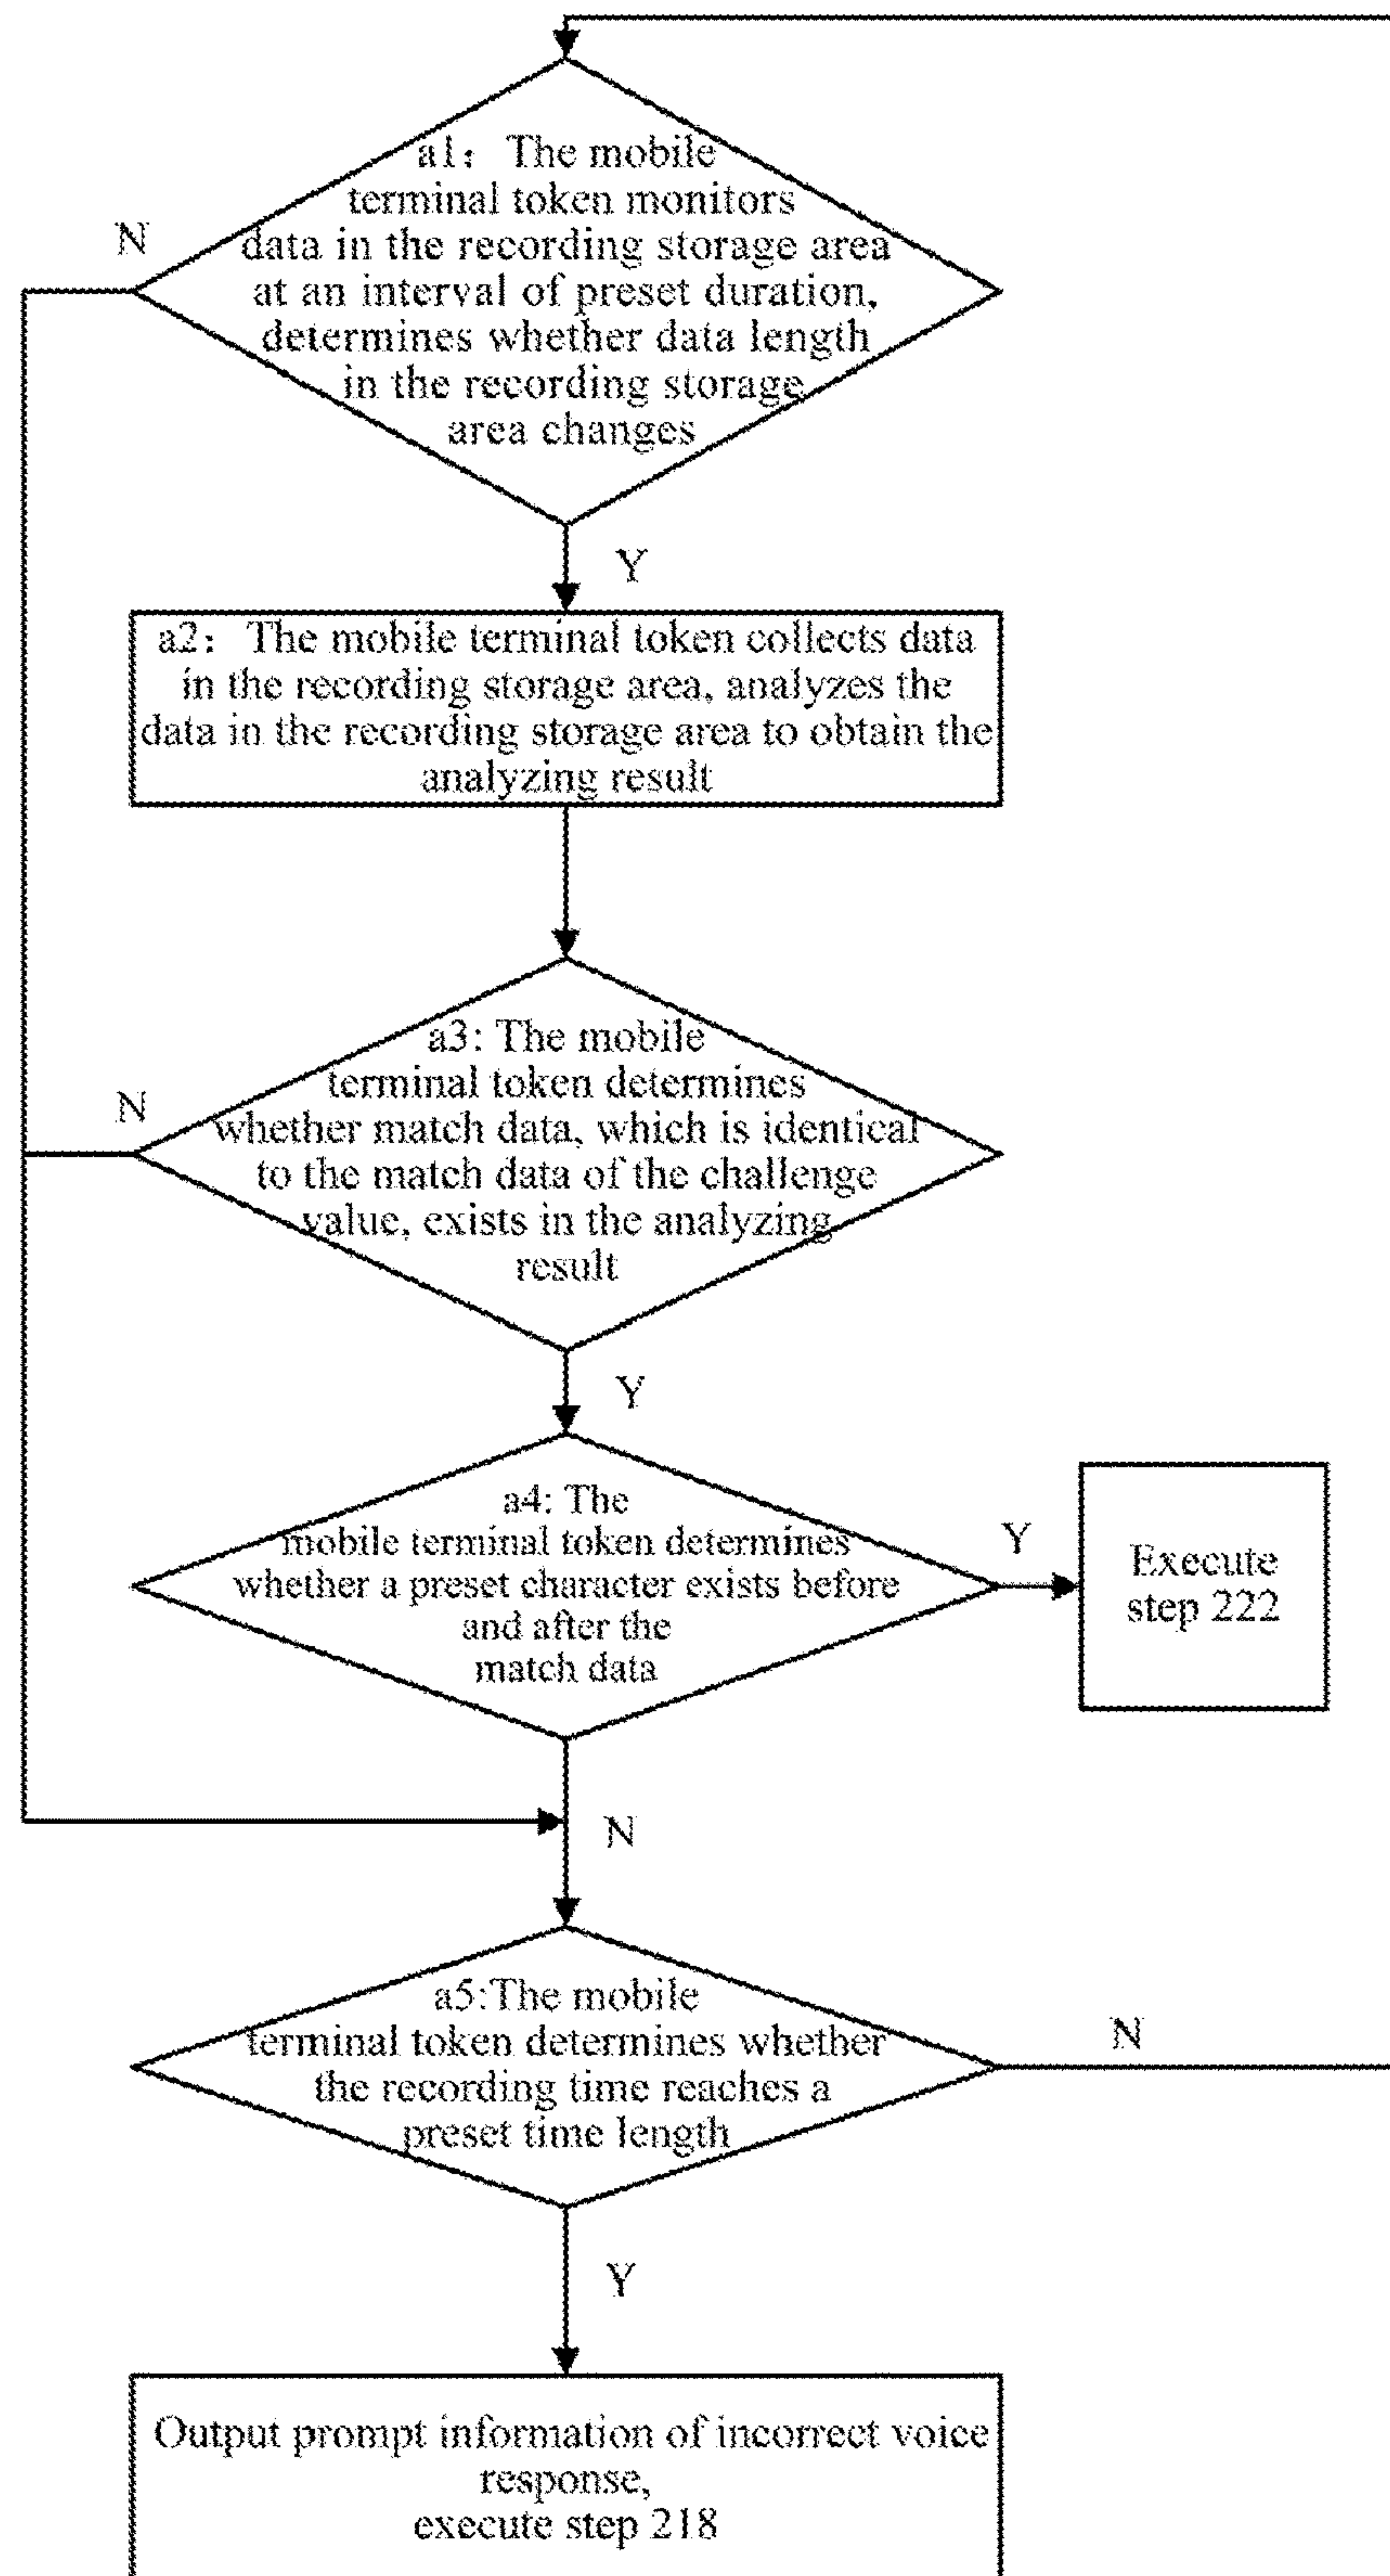 a1: The mobile
terminal token monitors
data in the recording storage area
at an interval of preset duration,
determines whether data length
in the recording storage
area changes
N
Y
a2: The mobile terminal token collects data
in the recording storage area, analyzes the
data in the recording storage area to obtain the
analyzing result
a3: The mobile
terminal token determines
whether match data, which is identical
to the match data of the challenge
value, exists in the analyzing
result
N
Y
a4: The
mobile terminal token determines
whether a preset character exists before
and after the
match data
Y
Execute
step 222
N
a5:The mobile
terminal token determines whether
the recording time reaches a
preset time length
N
Y
Output prompt information of incorrect voice
response,
execute step 218